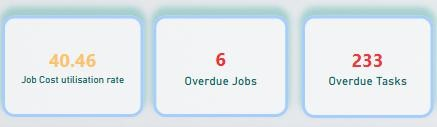 40.46
Job Cost utilisation rate
6
Overdue Jobs
233
Overdue Tasks